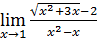 lim x→1 (√(x²+3x)−2)/(x²−x)